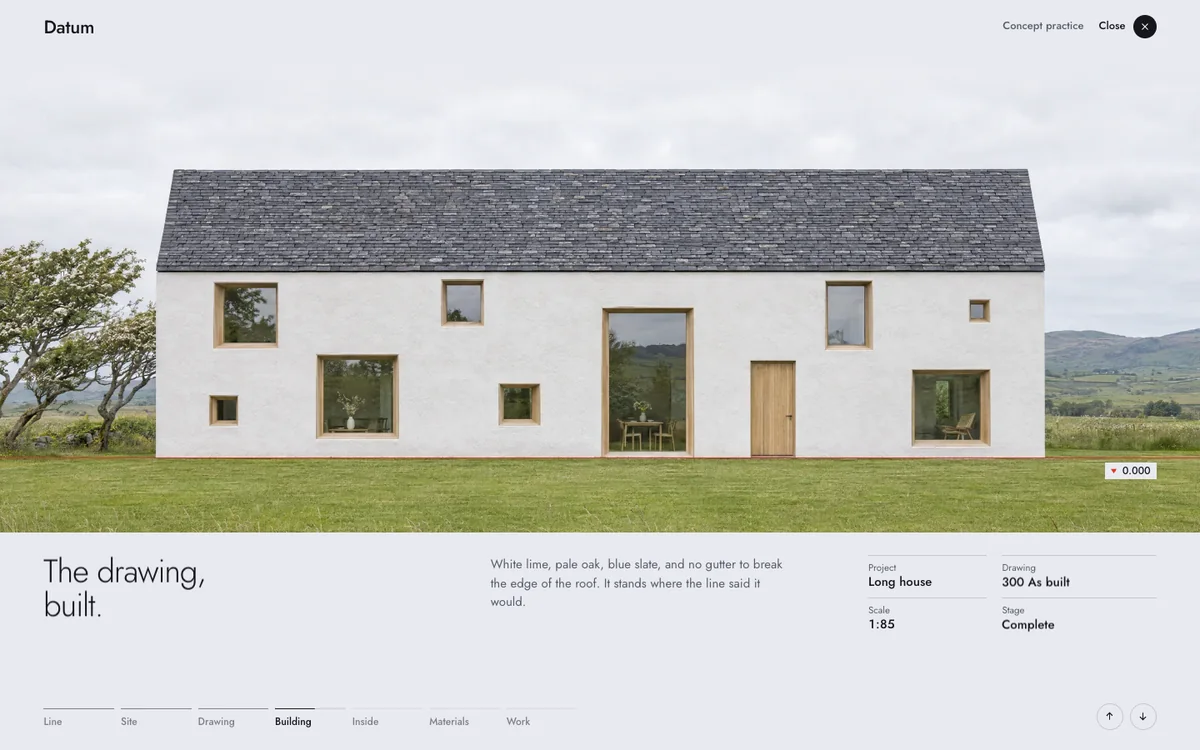 Datum
Concept practice
Close
0.000
The drawing,
built.
White lime, pale oak, blue slate, and no gutter to break
the edge of the roof. It stands where the line said it
would.
Project
Long house
Drawing
300 As built
Scale
1:85
Stage
Complete
Line
Site
Drawing
Building
Inside
Materials
Work